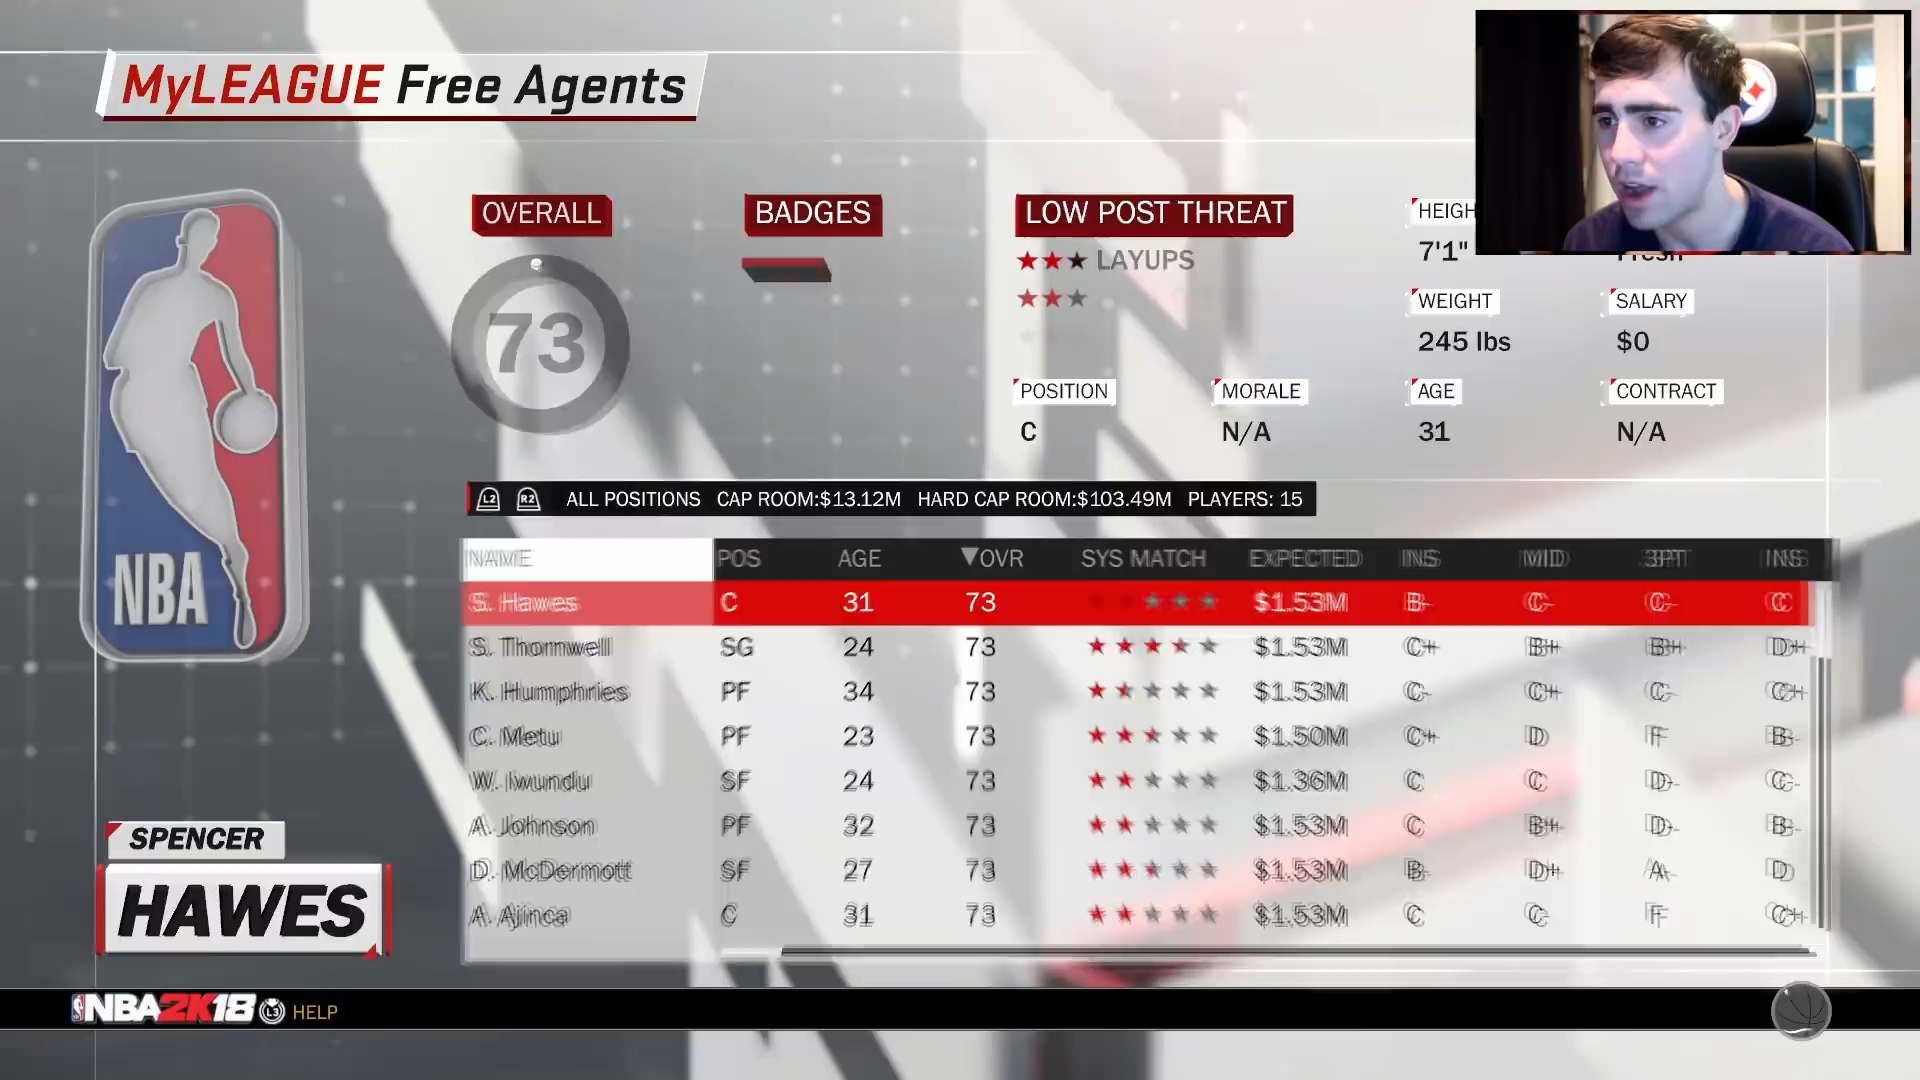 MyLEAGUE Free Agents
OVERALL
BADGES
LOW POST THREAT
HEIGH
73
LAYUPS
7'1"
WEIGHT
SALARY
245 lbs
$0
POSITION
MORALE
AGE
CONTRACT
C
N/A
31
N/A
L2 R2 ALL POSITIONS CAP ROOM:$13.12M HARD CAP ROOM:$103.49M PLAYERS: 15
NAME POS AGE ▼OVR SYS MATCH EXPECTED INS MID 3PT INS
S. Hawes C 31 73 $1.53M B- C- C- C
S. Thornwell SG 24 73 $1.53M C+ B+ B+ D+
K. Humphries PF 34 73 $1.53M C- C+ C- C+
C. Metu PF 23 73 $1.50M C+ D F B-
W. Iwundu SF 24 73 $1.36M C C D- C-
A. Johnson PF 32 73 $1.53M C B+ D- B-
D. McDermott SF 27 73 $1.53M B- D+ A- D
A. Ajinca C 31 73 $1.53M C C- F C+
NBA
SPENCER
HAWES
NBA2K18 L3 HELP